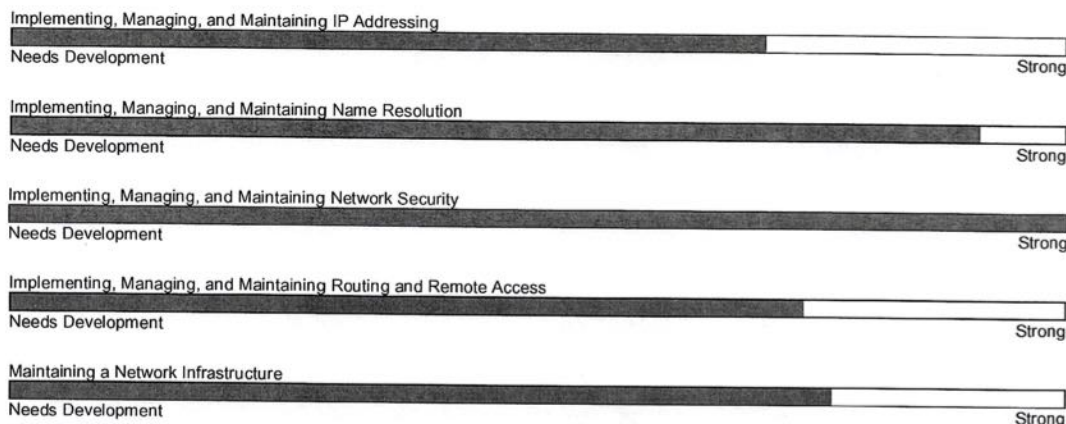 Implementing, Managing, and Maintaining IP Addressing
Needs Development Strong
Implementing, Managing, and Maintaining Name Resolution
Needs Development Strong
Implementing, Managing, and Maintaining Network Security
Needs Development Strong
Implementing, Managing, and Maintaining Routing and Remote Access
Needs Development Strong
Maintaining a Network Infrastructure
Needs Development Strong